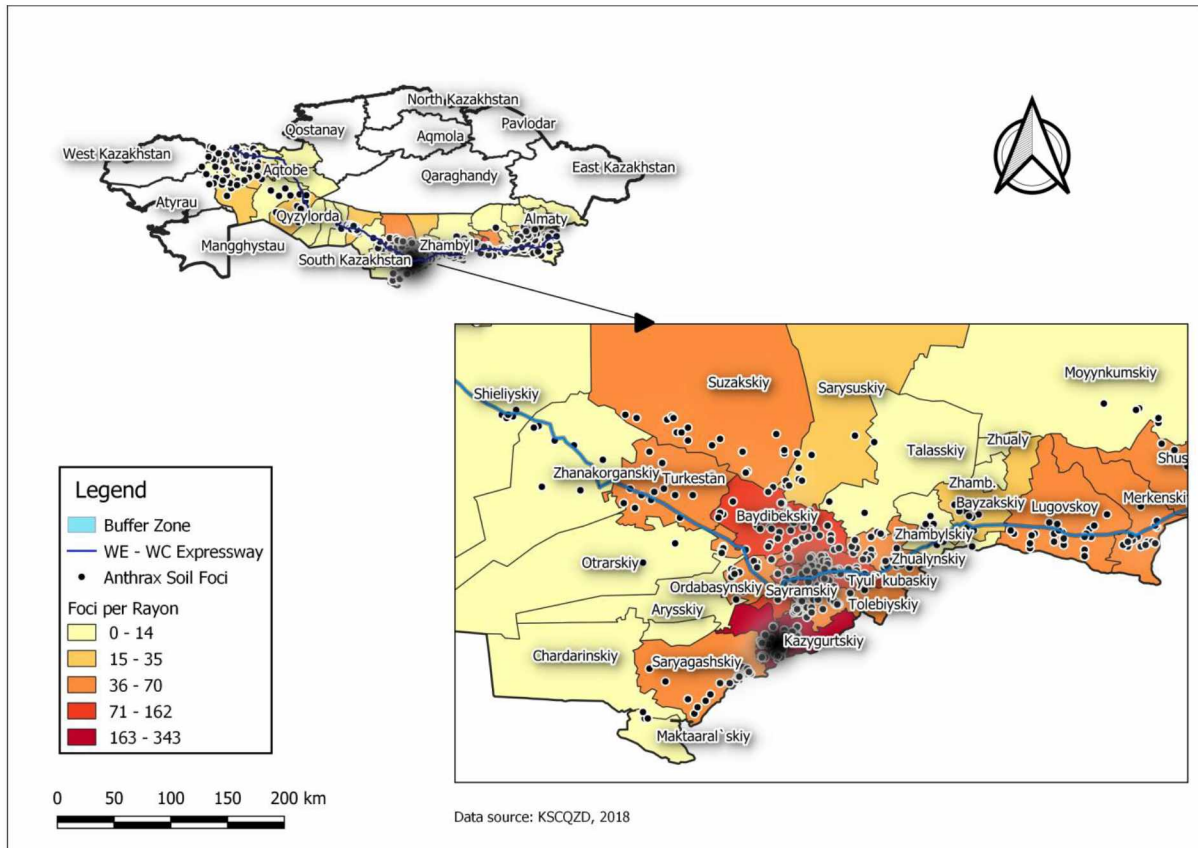 North Kazakhstan
Qostanay
Pavlodar
Aqmola
West Kazakhstan
East Kazakhstan
Aqtobe
Qaraghandy
Atyrau
Qyzylorda
Almaty
Mangghystau
Zhambyl
South Kazakhstan
Suzakskiy
Sarysuskiy
Moyynkumskiy
Shieliyskiy
Talasskiy
Zhualy
Shus
Zhanakorganskiy
Turkestan
Zhamb.
Bayzakskiy
Lugovskoy
Merkenski
Baydibekskiy
Zhambylskiy
Zhualynskiy
Otrarskiy
Ordabasynskiy
Sayramskiy
Tyul`kubaskiy
Tolebiyskiy
Arysskiy
Kazygurtskiy
Chardarinskiy
Saryagashskiy
Maktaaral`skiy
Legend
Buffer Zone
WE - WC Expressway
Anthrax Soil Foci
Foci per Rayon
0 - 14
15 - 35
36 - 70
71 - 162
163 - 343
0 50 100 150 200 km
Data source: KSCQZD, 2018